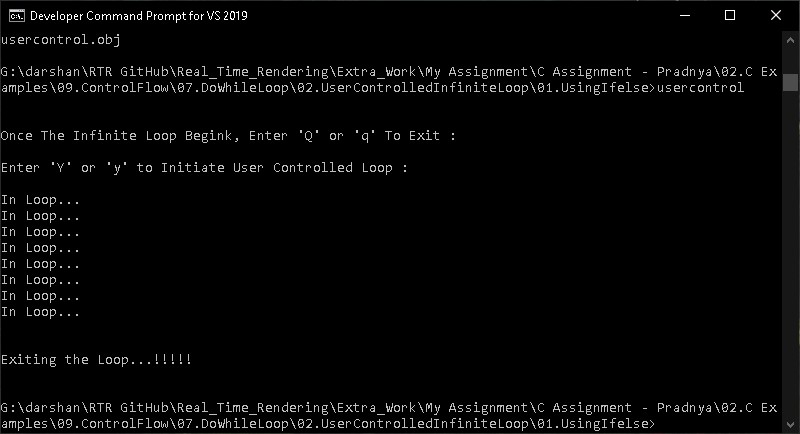 Developer Command Prompt for VS 2019
usercontrol.obj
G:\darshan\RTR GitHub\Real_Time_Rendering\Extra_Work\My Assignment\C Assignment - Pradnya\02.C Ex
amples\09.ControlFlow\07.DoWhileLoop\02.UserControlledInfiniteLoop\01.UsingIfelse>usercontrol
Once The Infinite Loop Begink, Enter 'Q' or 'q' To Exit :
Enter 'Y' or 'y' to Initiate User Controlled Loop :
In Loop...
In Loop...
In Loop...
In Loop...
In Loop...
In Loop...
In Loop...
In Loop...
Exiting the Loop...!!!!!
G:\darshan\RTR GitHub\Real_Time_Rendering\Extra_Work\My Assignment\C Assignment - Pradnya\02.C Ex
amples\09.ControlFlow\07.DoWhileLoop\02.UserControlledInfiniteLoop\01.UsingIfelse>